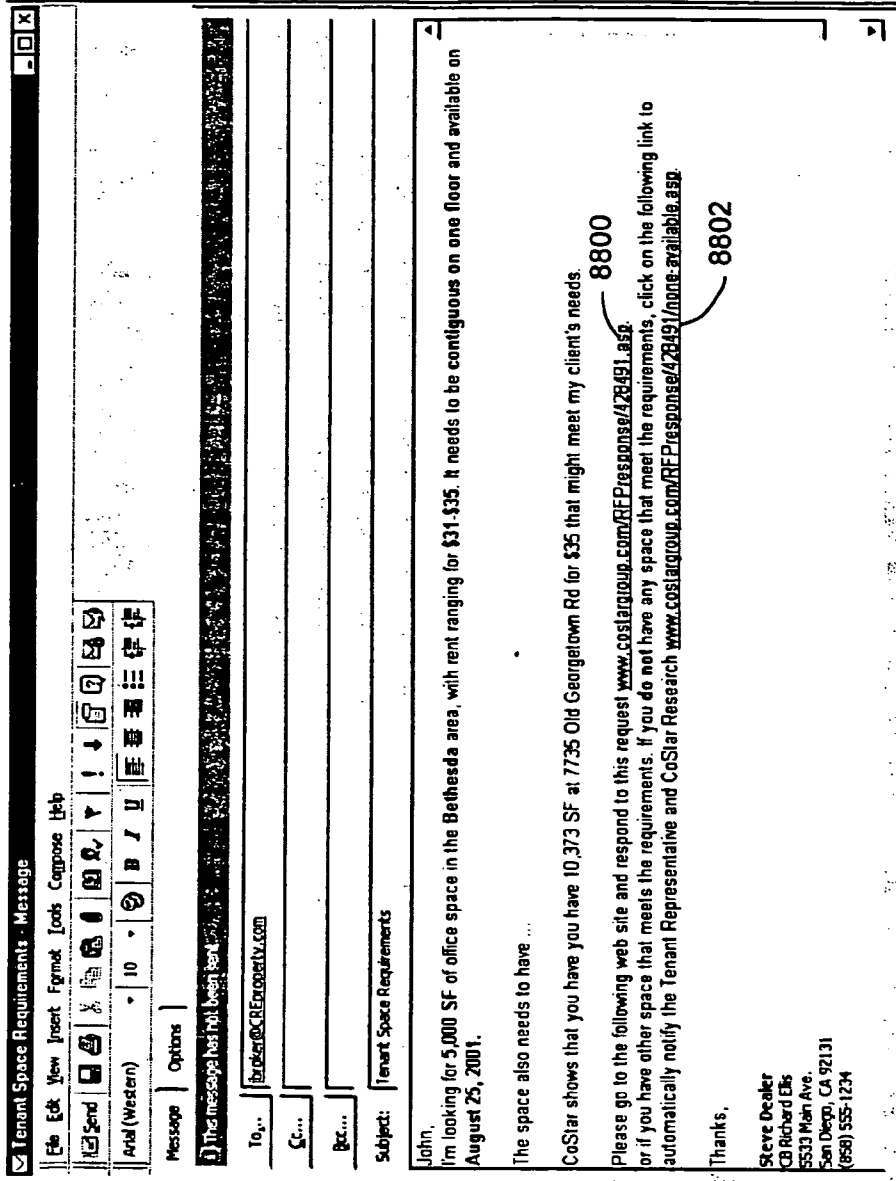 Tenant Space Requirements - Message
File Edit View Insert Format Tools Compose Help
Send
Arial (Western) 10 B I U
Message Options
This message has not been sent.
To... jbroker@CREproperty.com
Cc...
Bcc...
Subject: Tenant Space Requirements
John,
I'm looking for 5,000 SF of office space in the Bethesda area, with rent ranging for $31-$35. It needs to be contiguous on one floor and available on
August 25, 2001.
The space also needs to have ...
CoStar shows that you have you have 10,373 SF at 7735 Old Georgetown Rd for $35 that might meet my client's needs.
8800
Please go to the following web site and respond to this request www.costargroup.com/RFPresponse/428491.asp.
or if you have other space that meets the requirements. If you do not have any space that meet the requirements, click on the following link to
automatically notify the Tenant Representative and CoStar Research www.costargroup.com/RFPresponse/428491/none-available.asp.
8802
Thanks,
Steve Dealer
CB Richard Ellis
5533 Main Ave.
San Diego, CA 92131
(858) 555-1234